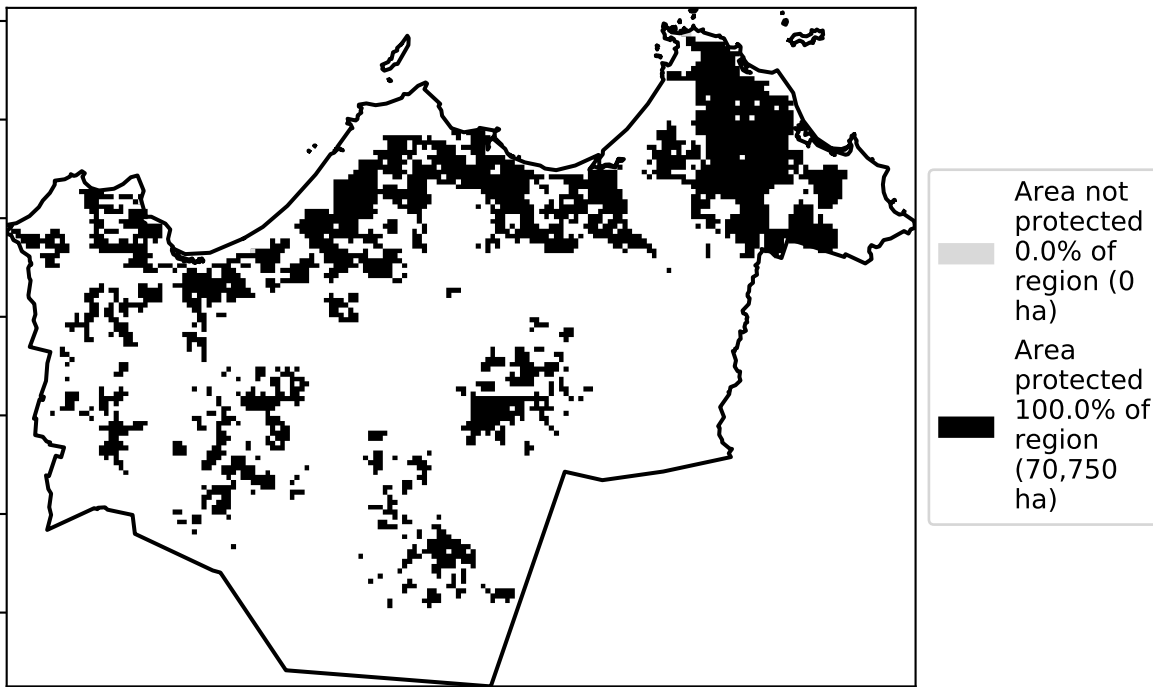 Area not
protected
0.0% of
region (0
ha)
Area
protected
100.0% of
region
(70,750
ha)